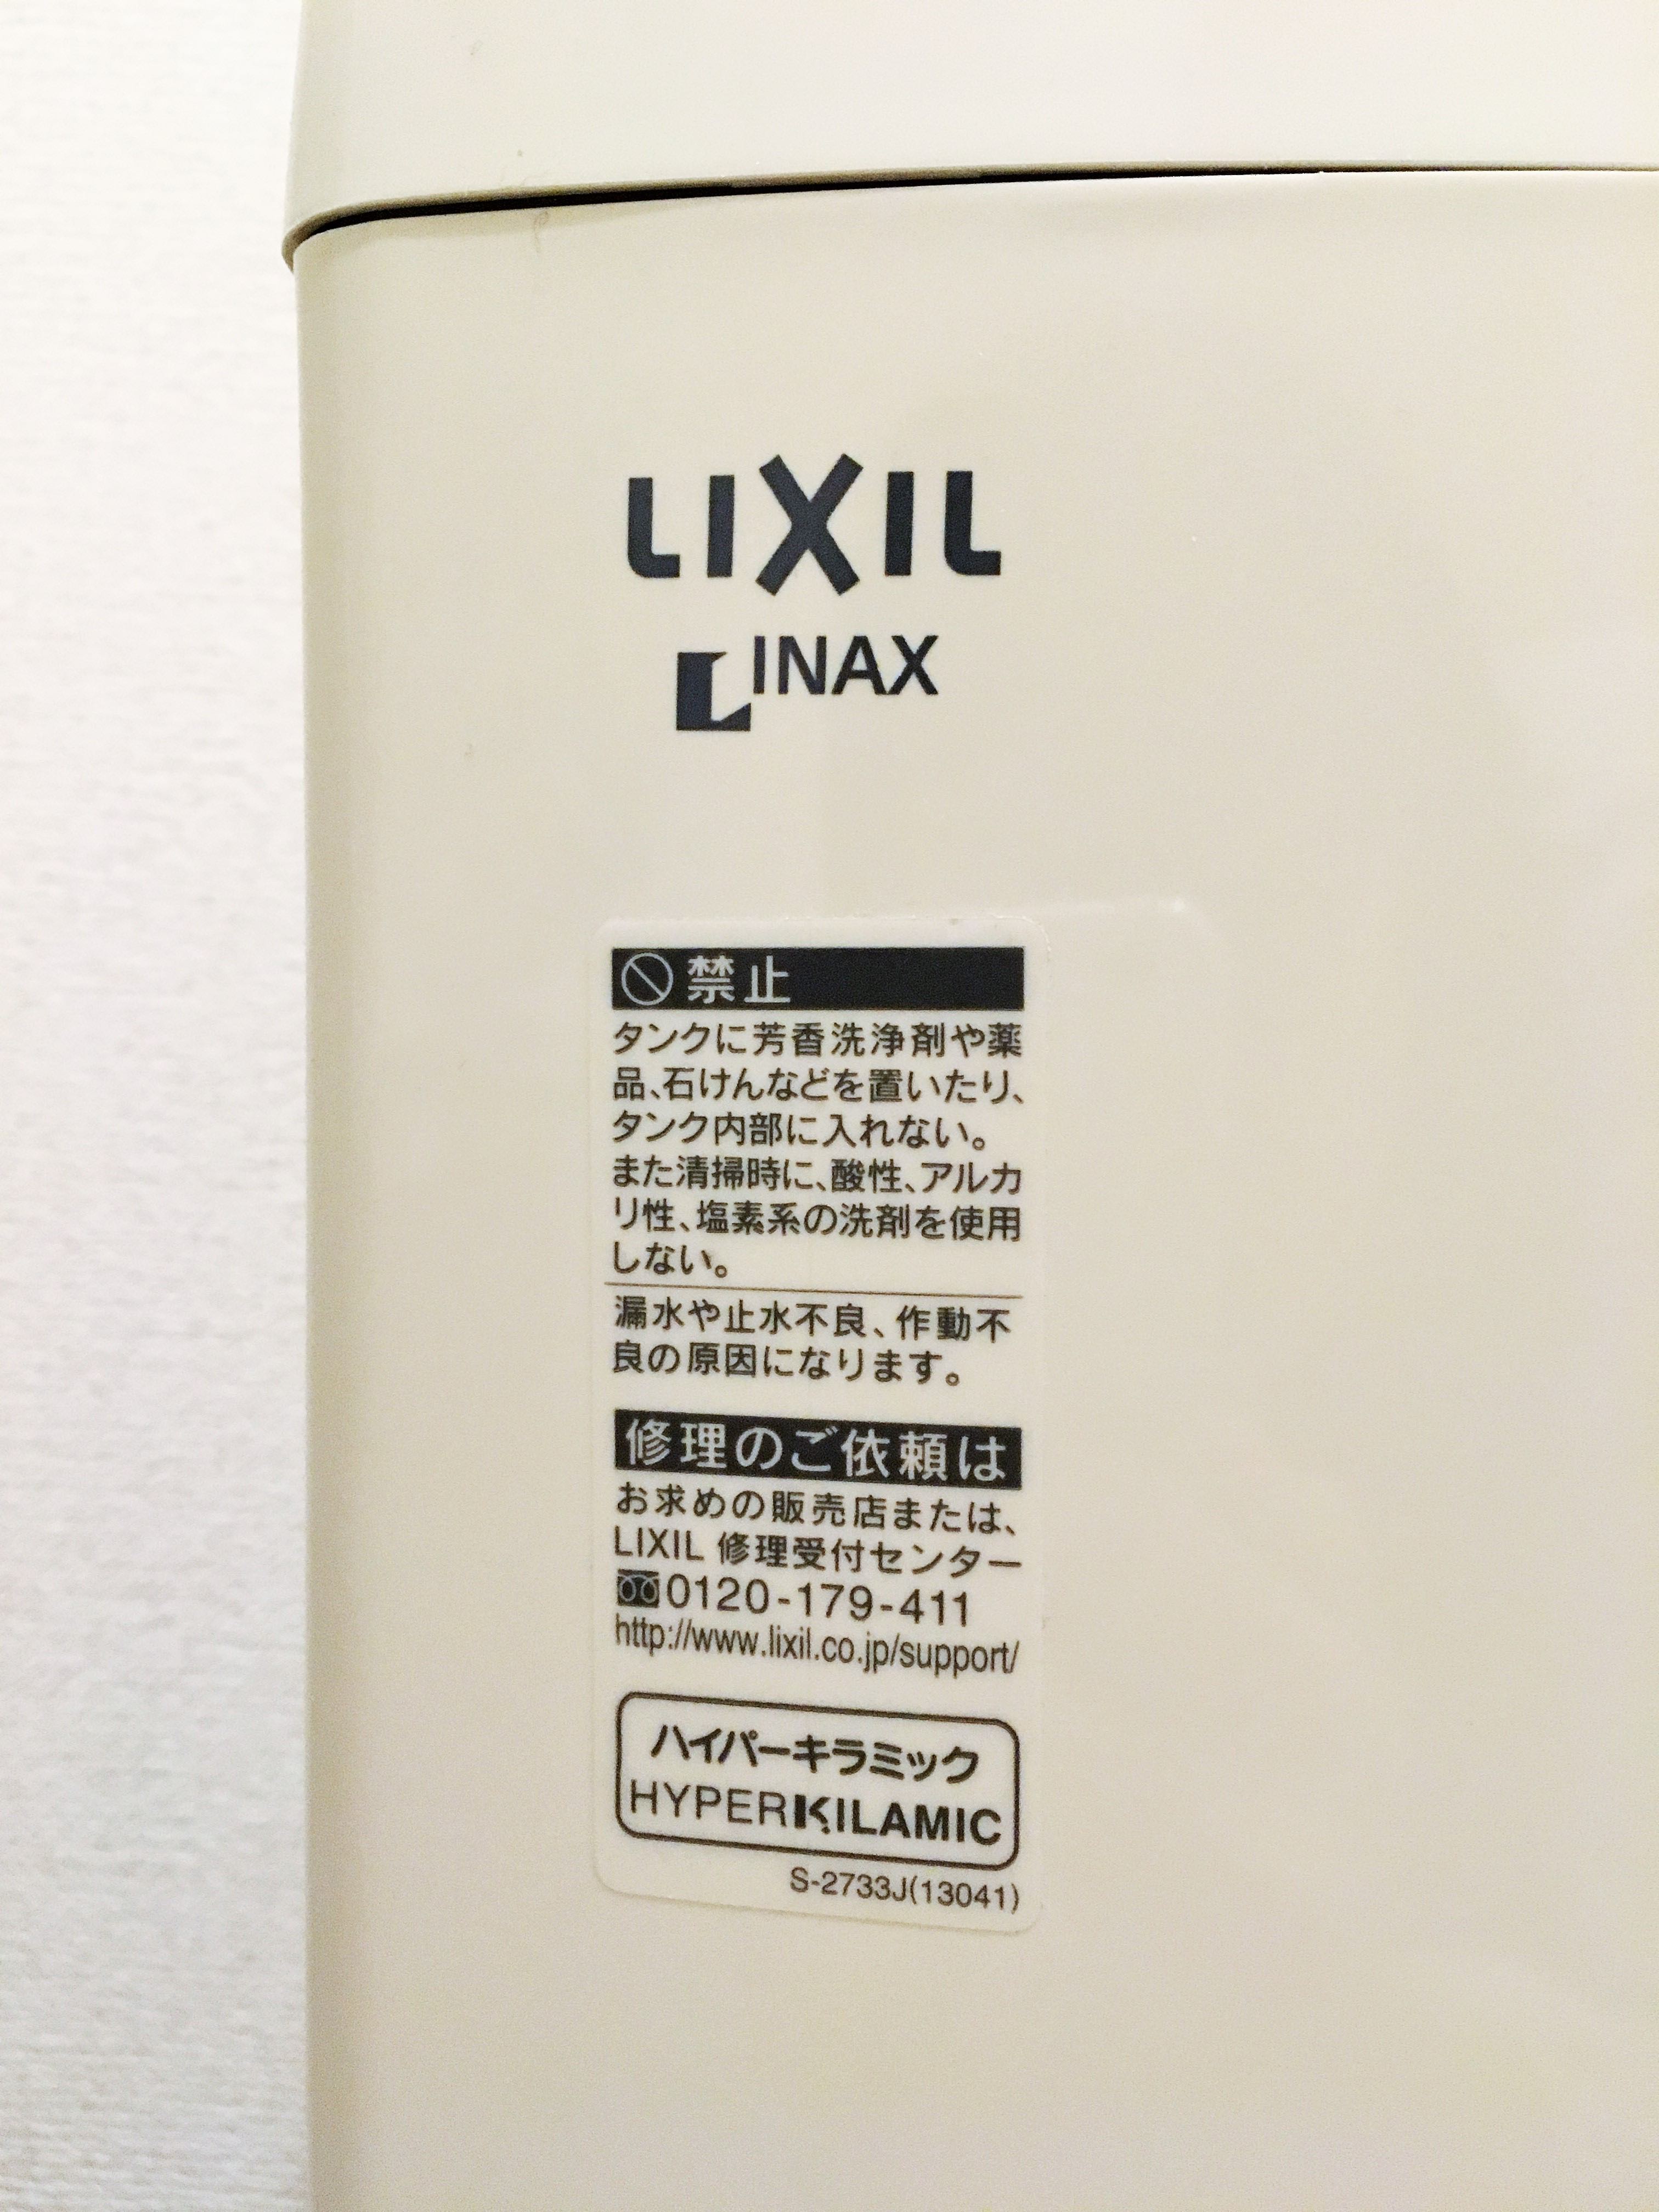 LIXIL
INAX
禁止
タンクに芳香洗浄剤や薬
品、石けんなどを置いたり、
タンク内部に入れない。
また清掃時に、酸性、アルカ
リ性、塩素系の洗剤を使用
しない。
漏水や止水不良、作動不
良の原因になります。
修理のご依頼は
お求めの販売店または、
LIXIL 修理受付センター
0120-179-411
http://www.lixil.co.jp/support/
ハイパーキラミック
HYPERKILAMIC
S-2733J(13041)